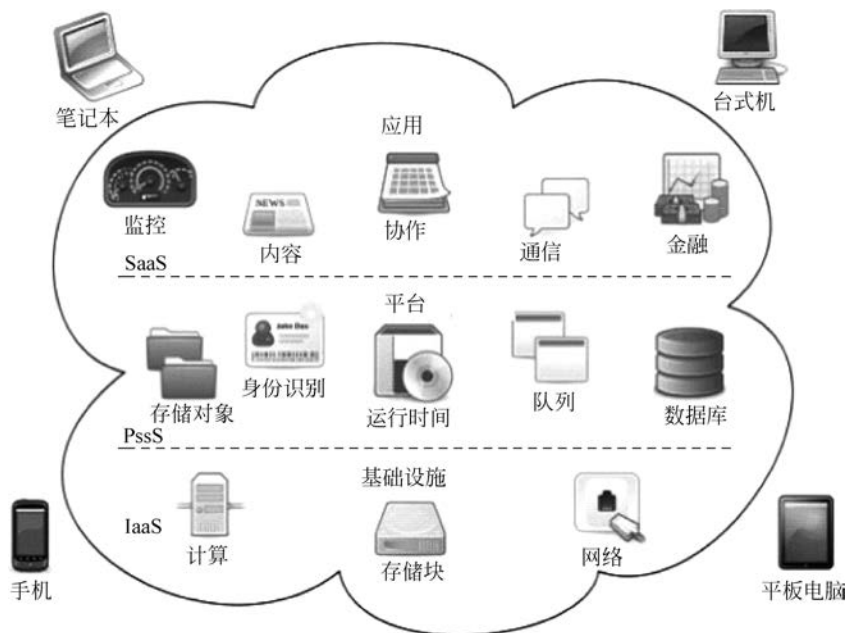 笔记本
台式机
应用
监控
NEWS
内容
协作
通信
金融
SaaS
平台
John Doe
存储对象
身份识别
运行时间
队列
数据库
PssS
基础设施
IaaS
计算
存储块
网络
手机
平板电脑